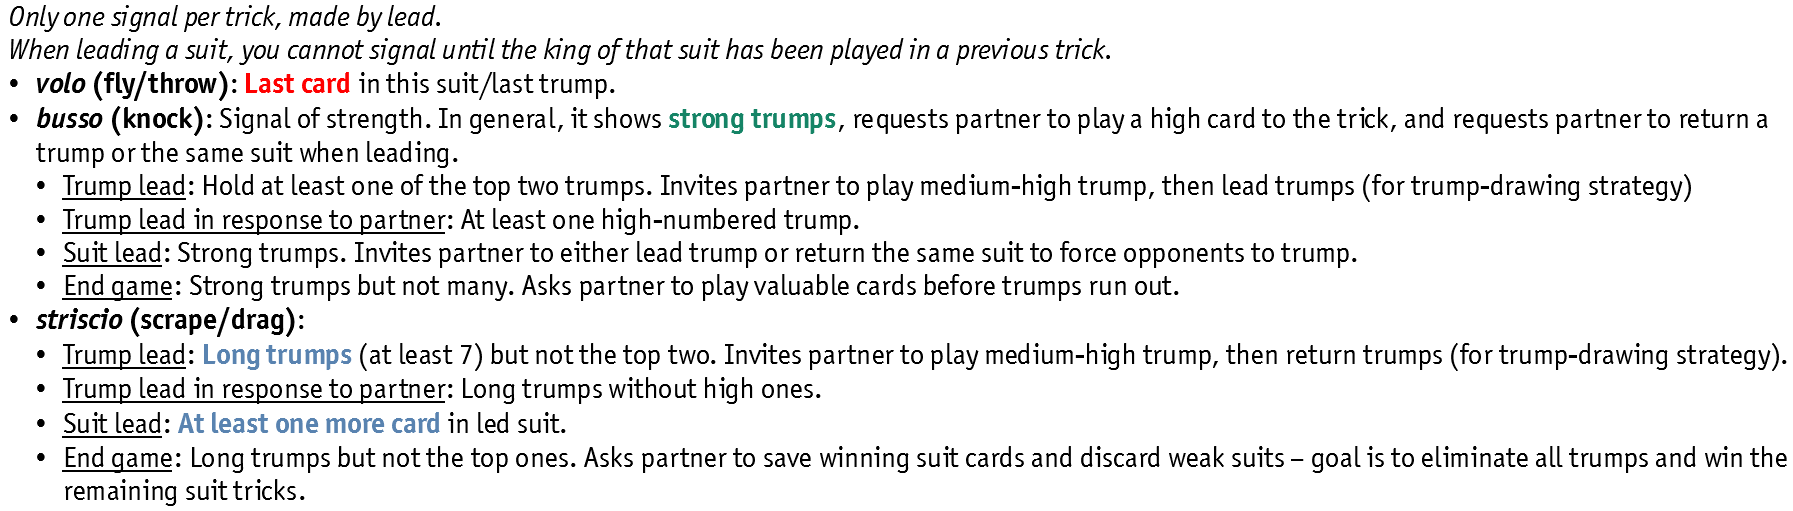 Only one signal per trick, made by lead.
When leading a suit, you cannot signal until the king of that suit has been played in a previous trick.
• volo (fly/throw): Last card in this suit/last trump.
• busso (knock): Signal of strength. In general, it shows strong trumps, requests partner to play a high card to the trick, and requests partner to return a
trump or the same suit when leading.
• Trump lead: Hold at least one of the top two trumps. Invites partner to play medium-high trump, then lead trumps (for trump-drawing strategy)
• Trump lead in response to partner: At least one high-numbered trump.
• Suit lead: Strong trumps. Invites partner to either lead trump or return the same suit to force opponents to trump.
• End game: Strong trumps but not many. Asks partner to play valuable cards before trumps run out.
• striscio (scrape/drag):
• Trump lead: Long trumps (at least 7) but not the top two. Invites partner to play medium-high trump, then return trumps (for trump-drawing strategy).
• Trump lead in response to partner: Long trumps without high ones.
• Suit lead: At least one more card in led suit.
• End game: Long trumps but not the top ones. Asks partner to save winning suit cards and discard weak suits – goal is to eliminate all trumps and win the
remaining suit tricks.